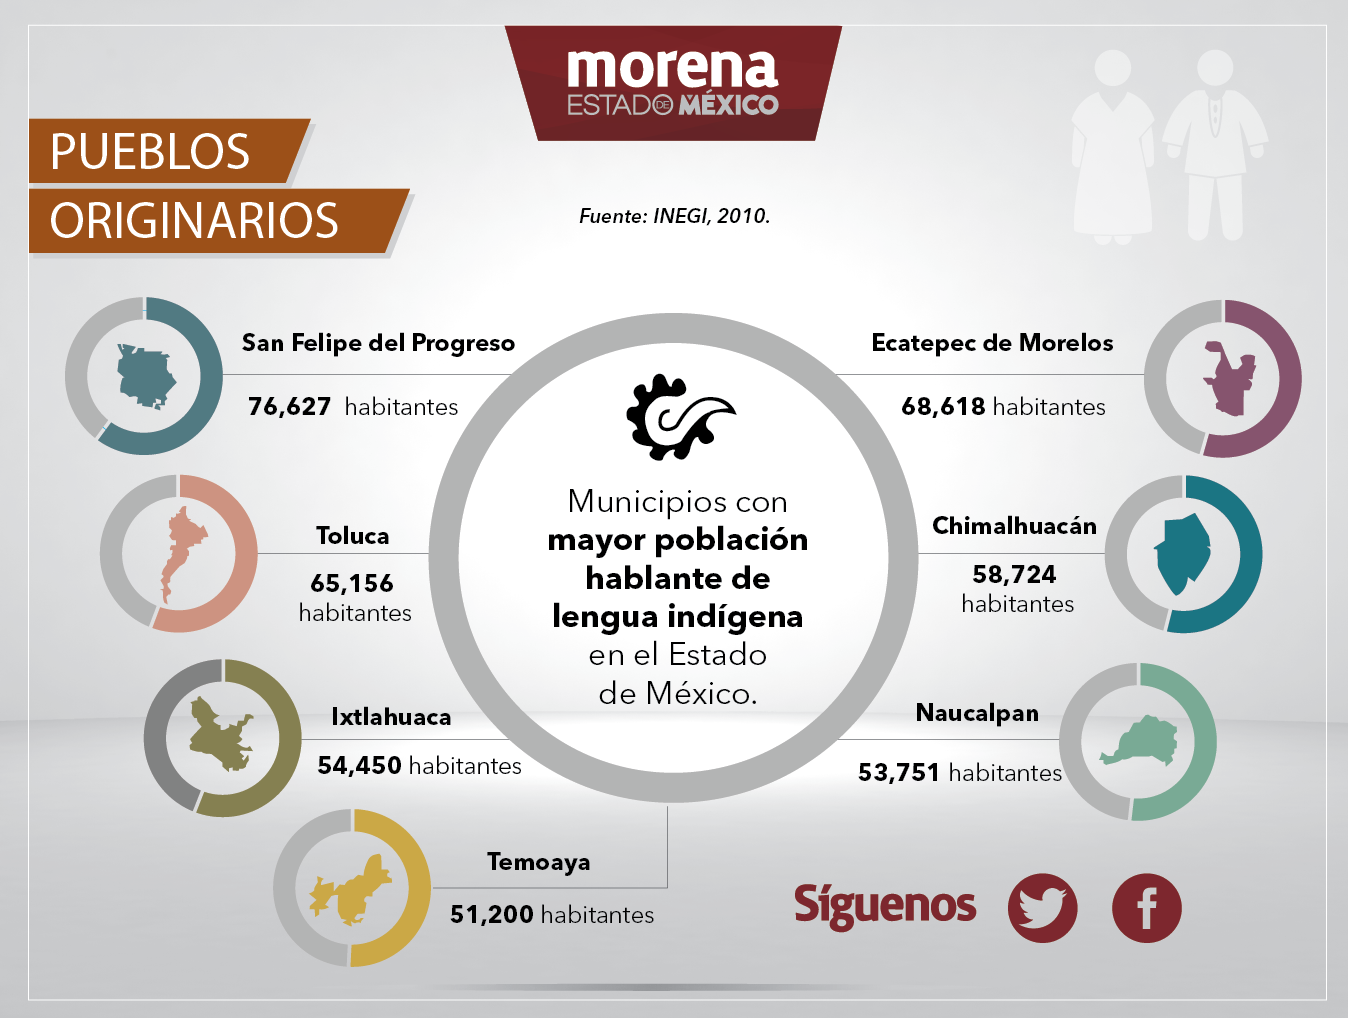 morena
ESTADO DE MÉXICO
PUEBLOS
ORIGINARIOS
Fuente: INEGI, 2010.
San Felipe del Progreso
76,627 habitantes
Ecatepec de Morelos
68,618 habitantes
Toluca
65,156
habitantes
Chimalhuacán
58,724
habitantes
Ixtlahuaca
54,450 habitantes
Naucalpan
53,751 habitantes
Temoaya
51,200 habitantes
Municipios con
mayor población
hablante de
lengua indígena
en el Estado
de México.
Síguenos